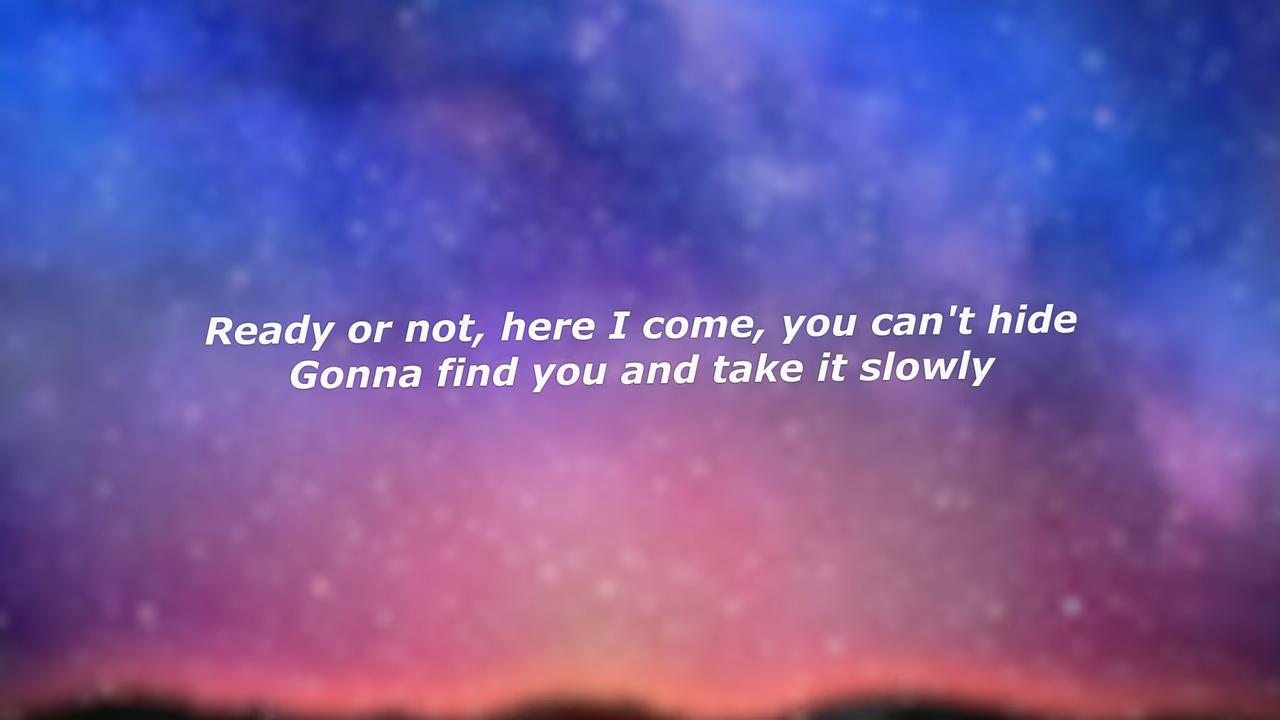 Ready or not, here I come, you can't hide
Gonna find you and take it slowly